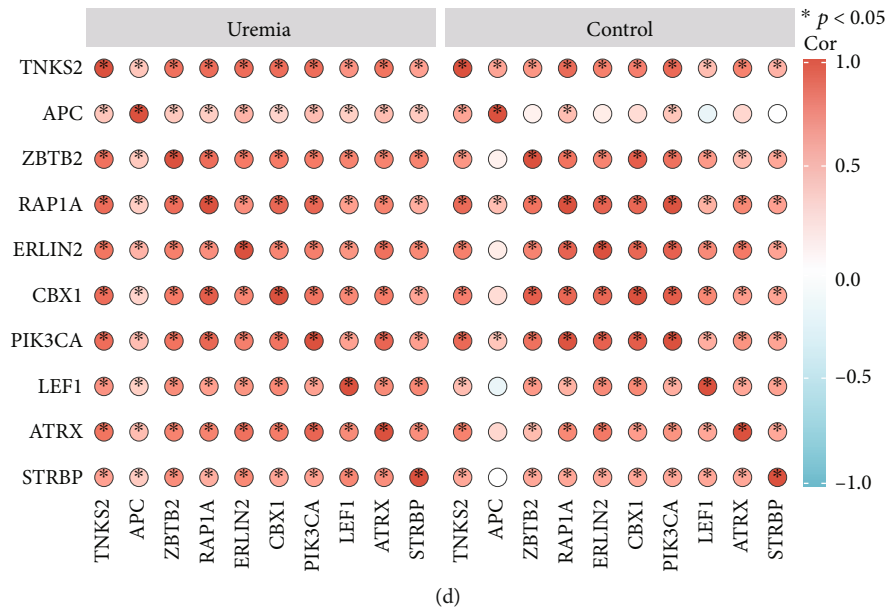 Uremia Control
* p < 0.05
Cor
TNKS2
APC
ZBTB2
RAP1A
ERLIN2
CBX1
PIK3CA
LEF1
ATRX
STRBP
1.0
0.5
0.0
−0.5
−1.0
TNKS2 APC ZBTB2 RAP1A ERLIN2 CBX1 PIK3CA LEF1 ATRX STRBP TNKS2 APC ZBTB2 RAP1A ERLIN2 CBX1 PIK3CA LEF1 ATRX STRBP
(d)